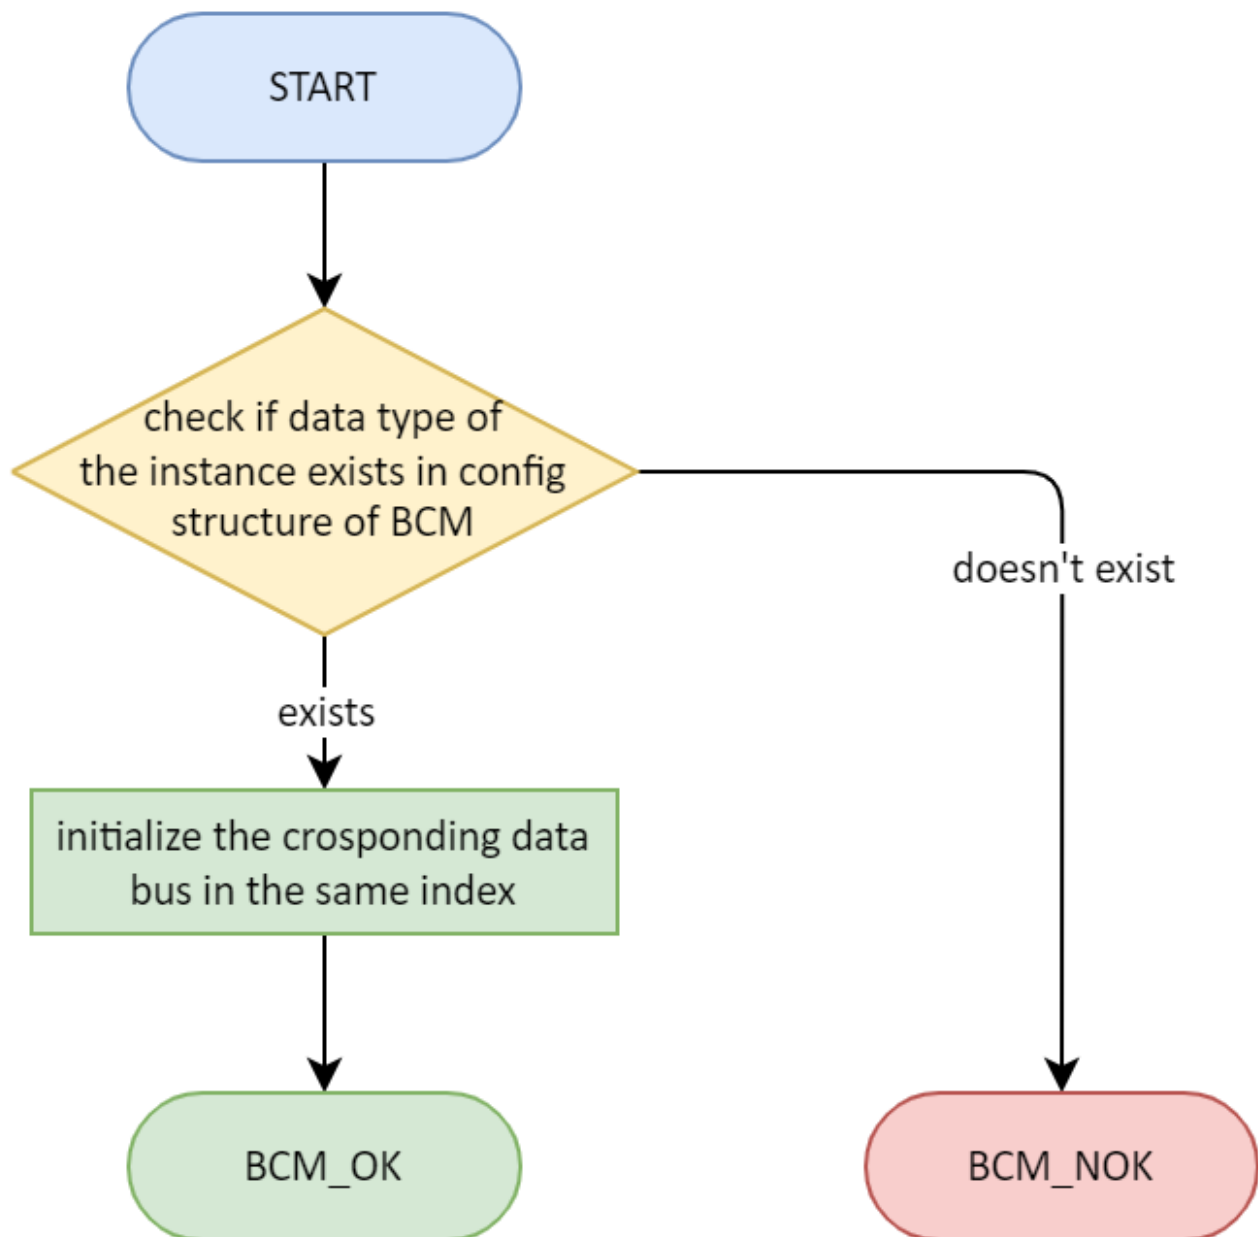 START
check if data type of
the instance exists in config
structure of BCM
doesn't exist
exists
initialize the crosponding data
bus in the same index
BCM_OK
BCM_NOK